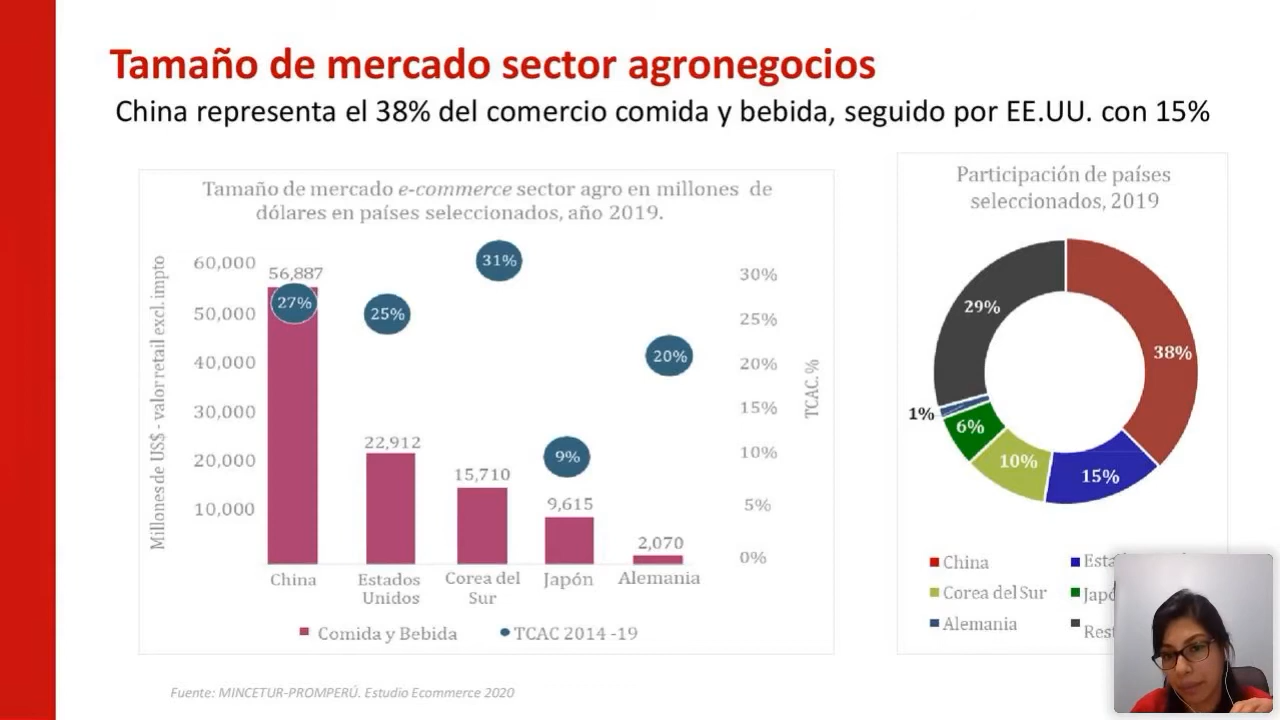 Tamaño de mercado sector agronegocios
China representa el 38% del comercio comida y bebida, seguido por EE.UU. con 15%
Tamaño de mercado e-commerce sector agro en millones de
dólares en países seleccionados, año 2019.
Millones de US$ - valor retail excl. impto
60,000
50,000
40,000
30,000
20,000
10,000
56,887
22,912
15,710
9,615
2,070
27%
25%
31%
9%
20%
30%
25%
20%
15%
10%
5%
0%
TCAC. %
China
Estados
Unidos
Corea del
Sur
Japón
Alemania
Comida y Bebida
TCAC 2014 -19
Participación de países
seleccionados, 2019
29%
38%
1%
6%
10%
15%
China
Corea del Sur
Alemania
Fuente: MINCETUR-PROMPERÚ. Estudio Ecommerce 2020